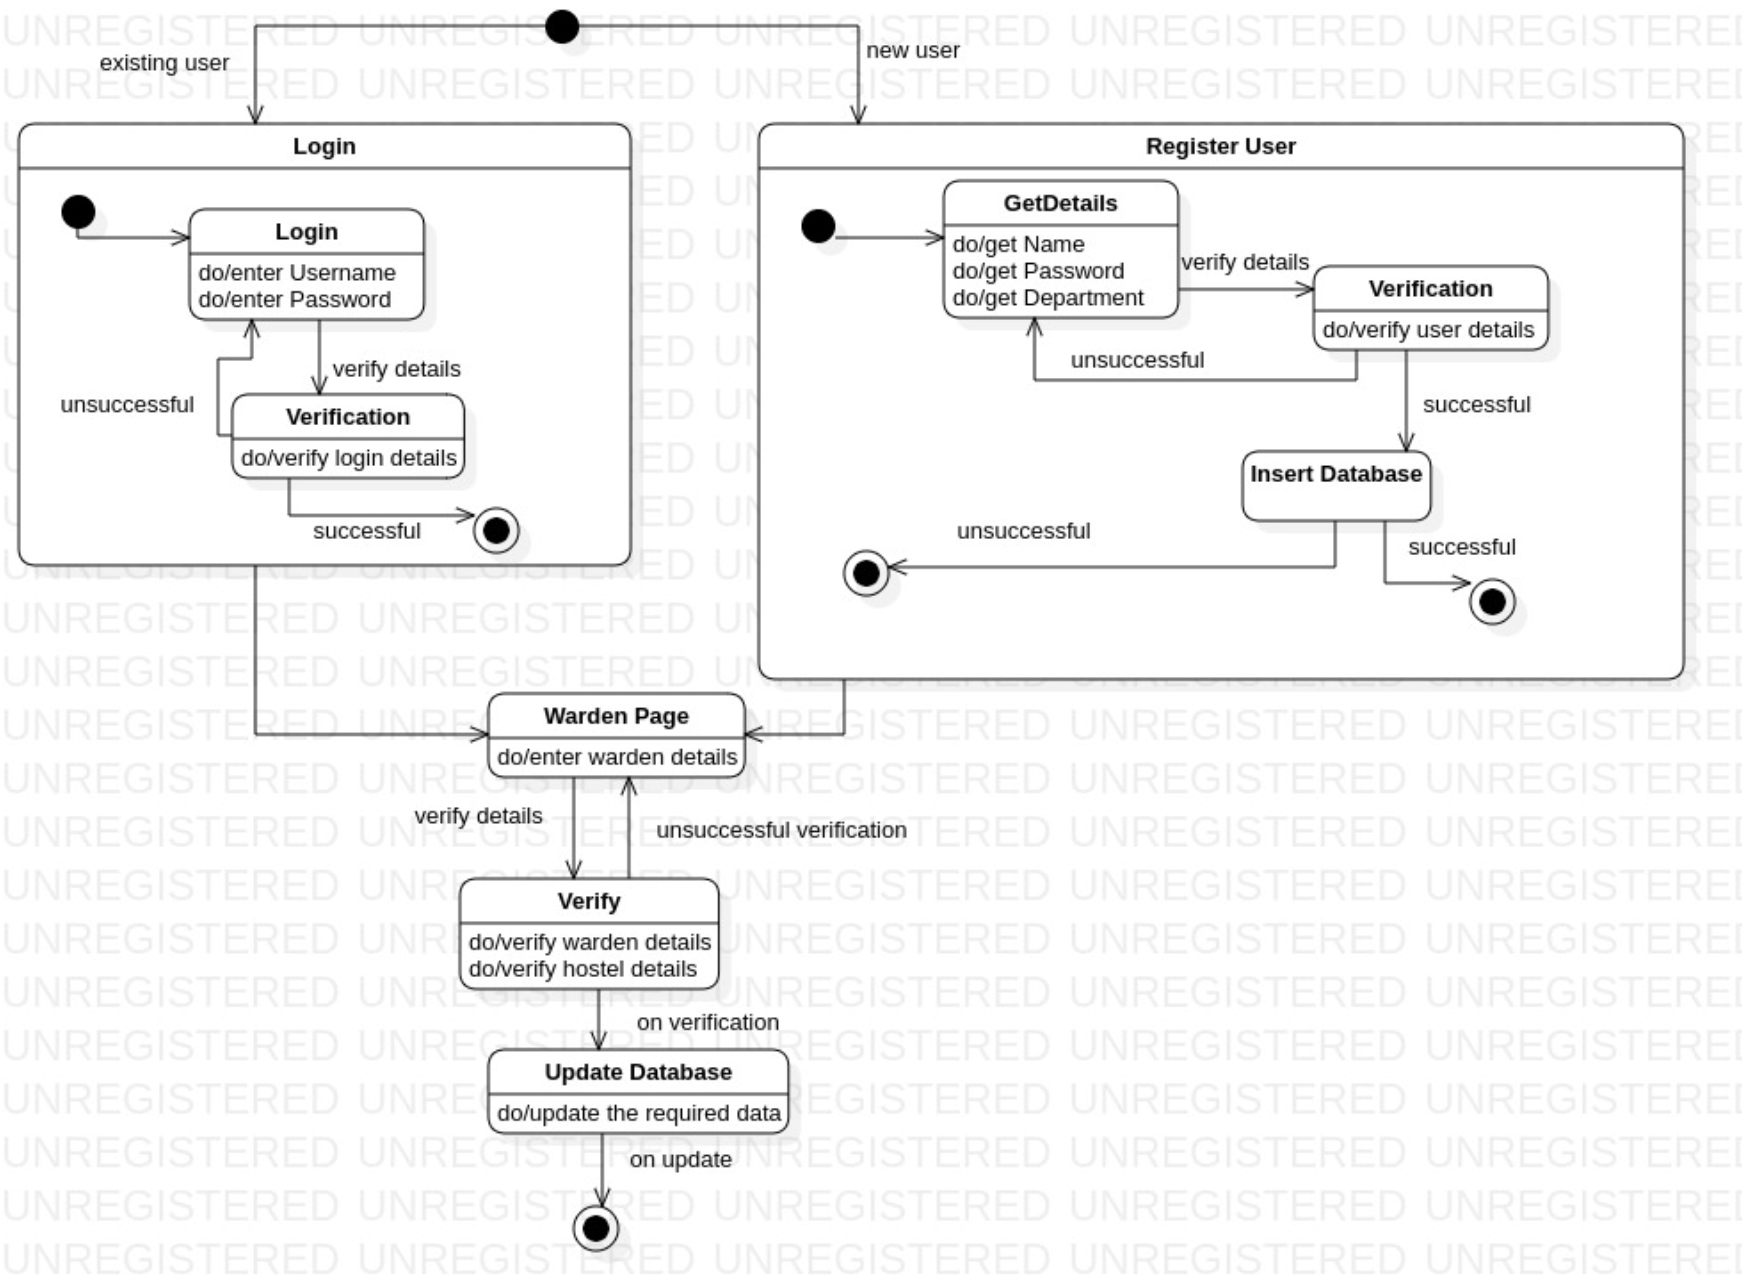 UNREGISTERED
existing user
new user
Login
Login
do/enter Username
do/enter Password
verify details
unsuccessful
Verification
do/verify login details
successful
Register User
GetDetails
do/get Name
do/get Password
do/get Department
verify details
Verification
do/verify user details
unsuccessful
successful
Insert Database
unsuccessful
successful
Warden Page
do/enter warden details
verify details
unsuccessful verification
Verify
do/verify warden details
do/verify hostel details
on verification
Update Database
do/update the required data
on update